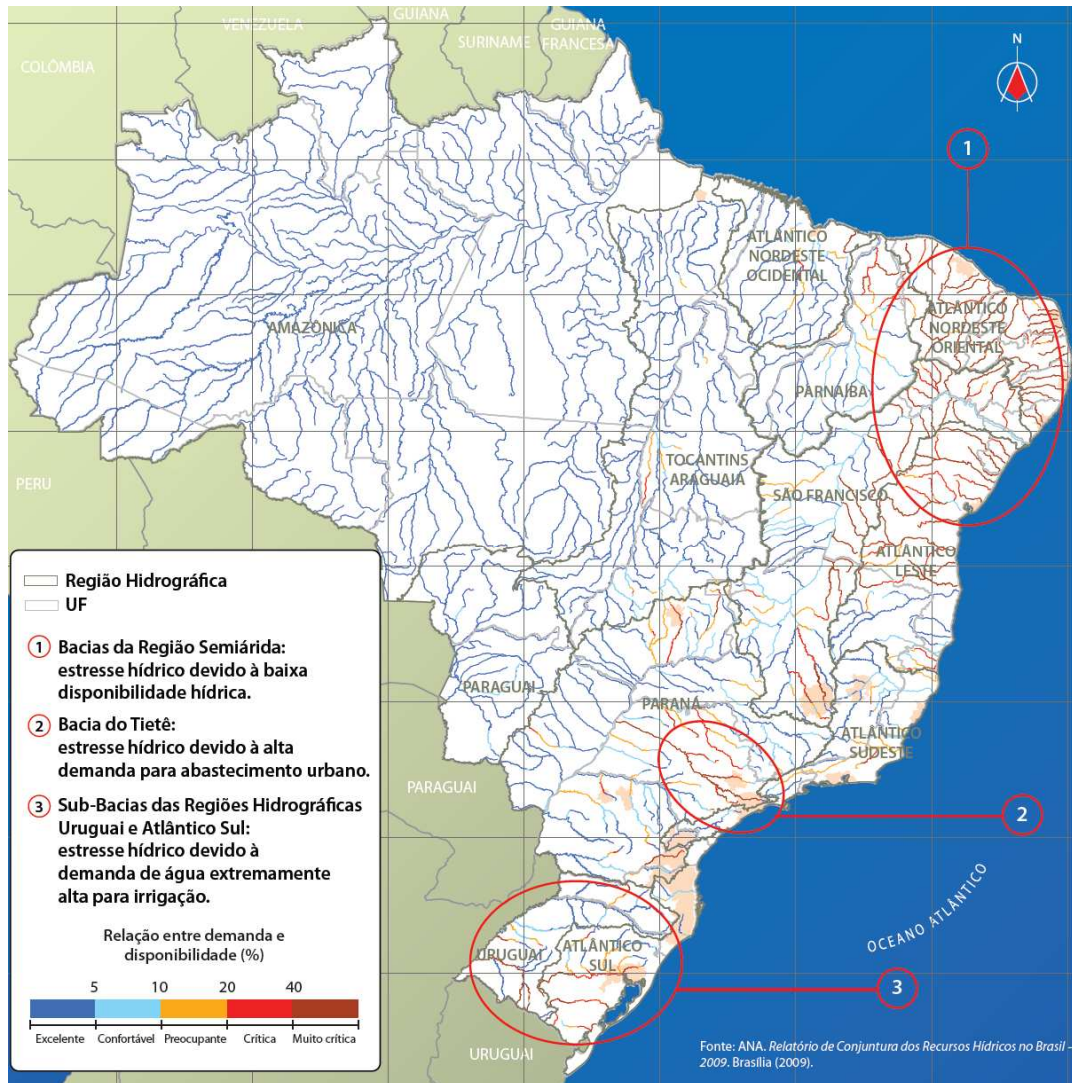 VENEZUELA
GUIANA
SURINAME
GUIANA
FRANCESA
COLÔMBIA
N
1
ATLÂNTICO
NORDESTE
OCIDENTAL
AMAZÔNICA
ATLÂNTICO
NORDESTE
ORIENTAL
PARNAÍBA
PERU
TOCANTINS
ARAGUAIA
SÃO FRANCISCO
ATLÂNTICO
LESTE
PARAGUAI
PARANÁ
ATLÂNTICO
SUDESTE
PARAGUAI
2
OCEANO ATLÂNTICO
URUGUAI
ATLÂNTICO
SUL
3
URUGUAI
Região Hidrográfica
UF
1 Bacias da Região Semiárida:
estresse hídrico devido à baixa
disponibilidade hídrica.
2 Bacia do Tietê:
estresse hídrico devido à alta
demanda para abastecimento urbano.
3 Sub-Bacias das Regiões Hidrográficas
Uruguai e Atlântico Sul:
estresse hídrico devido à
demanda de água extremamente
alta para irrigação.
Relação entre demanda e
disponibilidade (%)
5 10 20 40
Excelente Confortável Preocupante Crítica Muito crítica
Fonte: ANA. Relatório de Conjuntura dos Recursos Hídricos no Brasil –
2009. Brasília (2009).